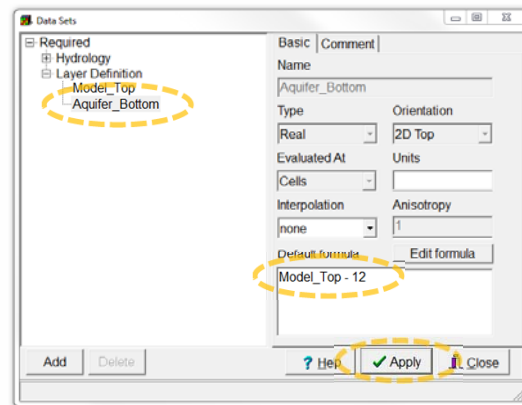 Data Sets
Required
Hydrology
Layer Definition
Model_Top
Aquifer_Bottom
Basic Comment
Name
Aquifer_Bottom
Type Orientation
Real 2D Top
Evaluated At Units
Cells
Interpolation Anisotropy
none 1
Default formula Edit formula
Model_Top - 12
Add Delete ? Help Apply Close